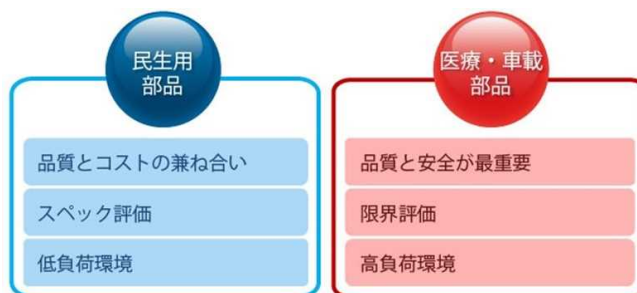 民生用
部品
品質とコストの兼ね合い
スペック評価
低負荷環境
医療・車載
部品
品質と安全が最重要
限界評価
高負荷環境